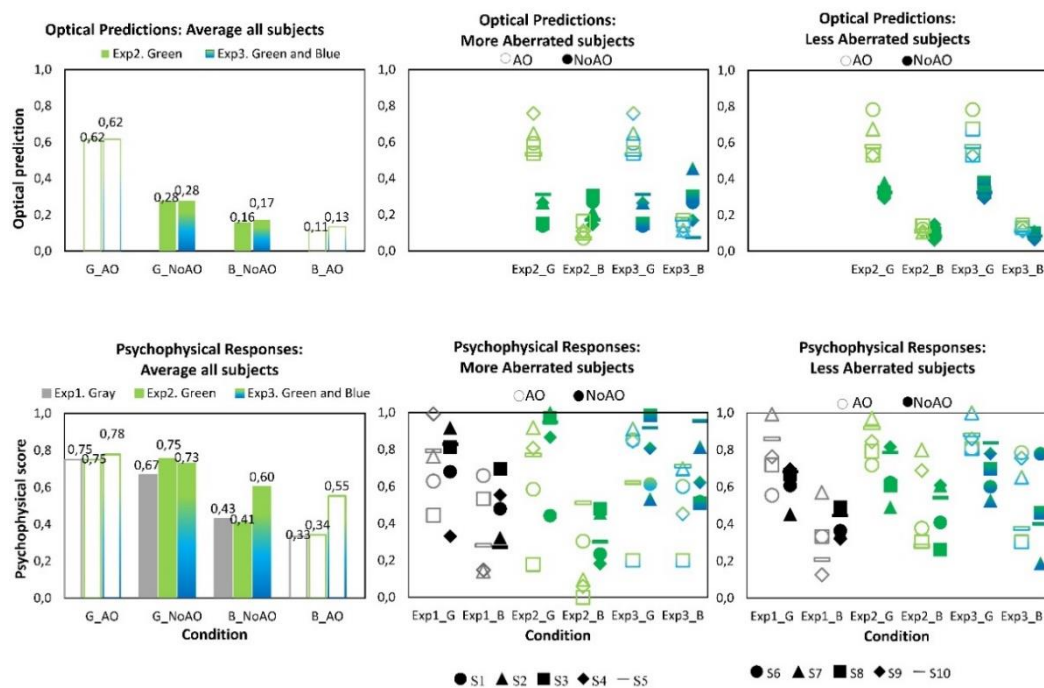 Optical Predictions: Average all subjects
Exp2. Green Exp3. Green and Blue
Optical prediction
1,0
0,8
0,6
0,4
0,2
0,0
0,62
0,62
0,28
0,28
0,16
0,17
0,11
0,13
G_AO G_NoAO B_NoAO B_AO
Optical Predictions:
More Aberrated subjects
AO NoAO
1,0
0,8
0,6
0,4
0,2
0,0
Exp2_G Exp2_B Exp3_G Exp3_B
Optical Predictions:
Less Aberrated subjects
AO NoAO
1,0
0,8
0,6
0,4
0,2
0,0
Exp2_G Exp2_B Exp3_G Exp3_B
Psychophysical Responses:
Average all subjects
Exp1. Gray Exp2. Green Exp3. Green and Blue
Psychophysical score
1,0
0,8
0,6
0,4
0,2
0,0
0,75
0,75
0,78
0,67
0,75
0,73
0,43
0,41
0,60
0,33
0,34
0,55
G_AO G_NoAO B_NoAO B_AO
Condition
Psychophysical Responses:
More Aberrated subjects
AO NoAO
1,0
0,8
0,6
0,4
0,2
0,0
Exp1_G Exp1_B Exp2_G Exp2_B Exp3_G Exp3_B
Condition
S1 S2 S3 S4 S5
Psychophysical Responses:
Less Aberrated subjects
AO NoAO
1,0
0,8
0,6
0,4
0,2
0,0
Exp1_G Exp1_B Exp2_G Exp2_B Exp3_G Exp3_B
Condition
S6 S7 S8 S9 S10